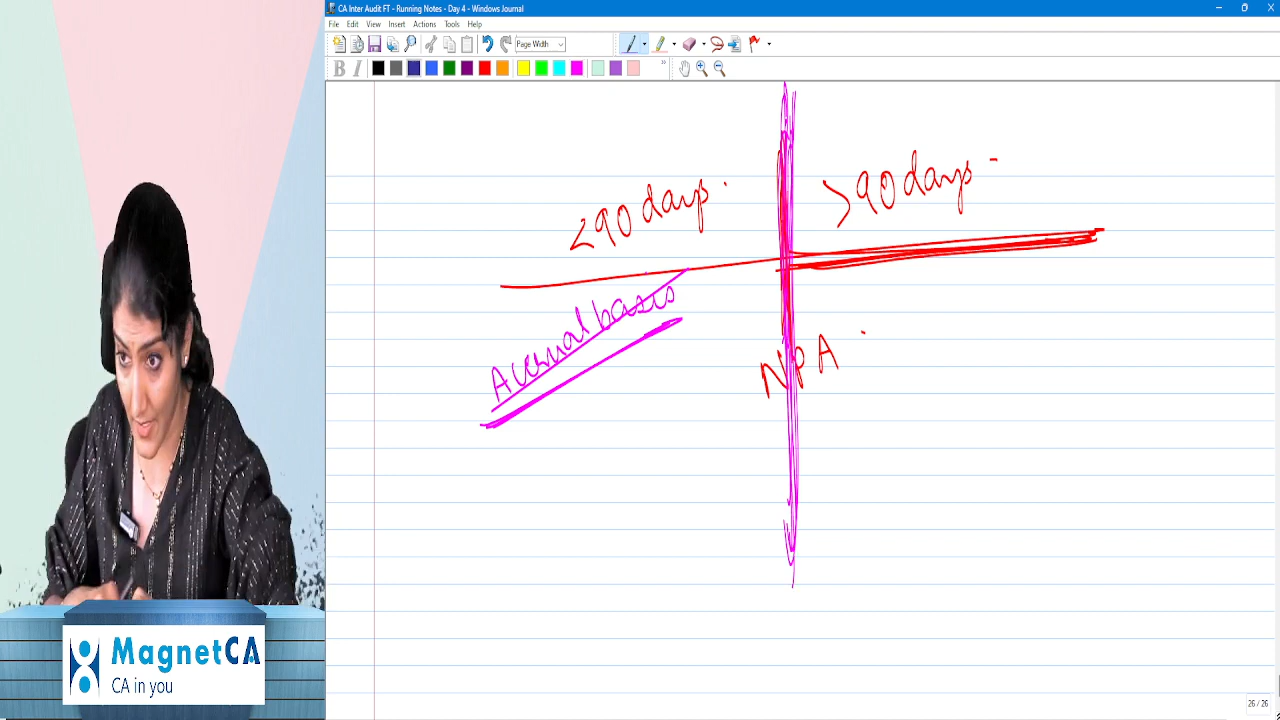 CA Inter Audit FT - Running Notes - Day 4 - Windows Journal
File Edit View Insert Actions Tools Help
Page Width
B I
<90 days.
>90 days -
Accrual basis
NPA .
MagnetCA
CA in you
26 / 26